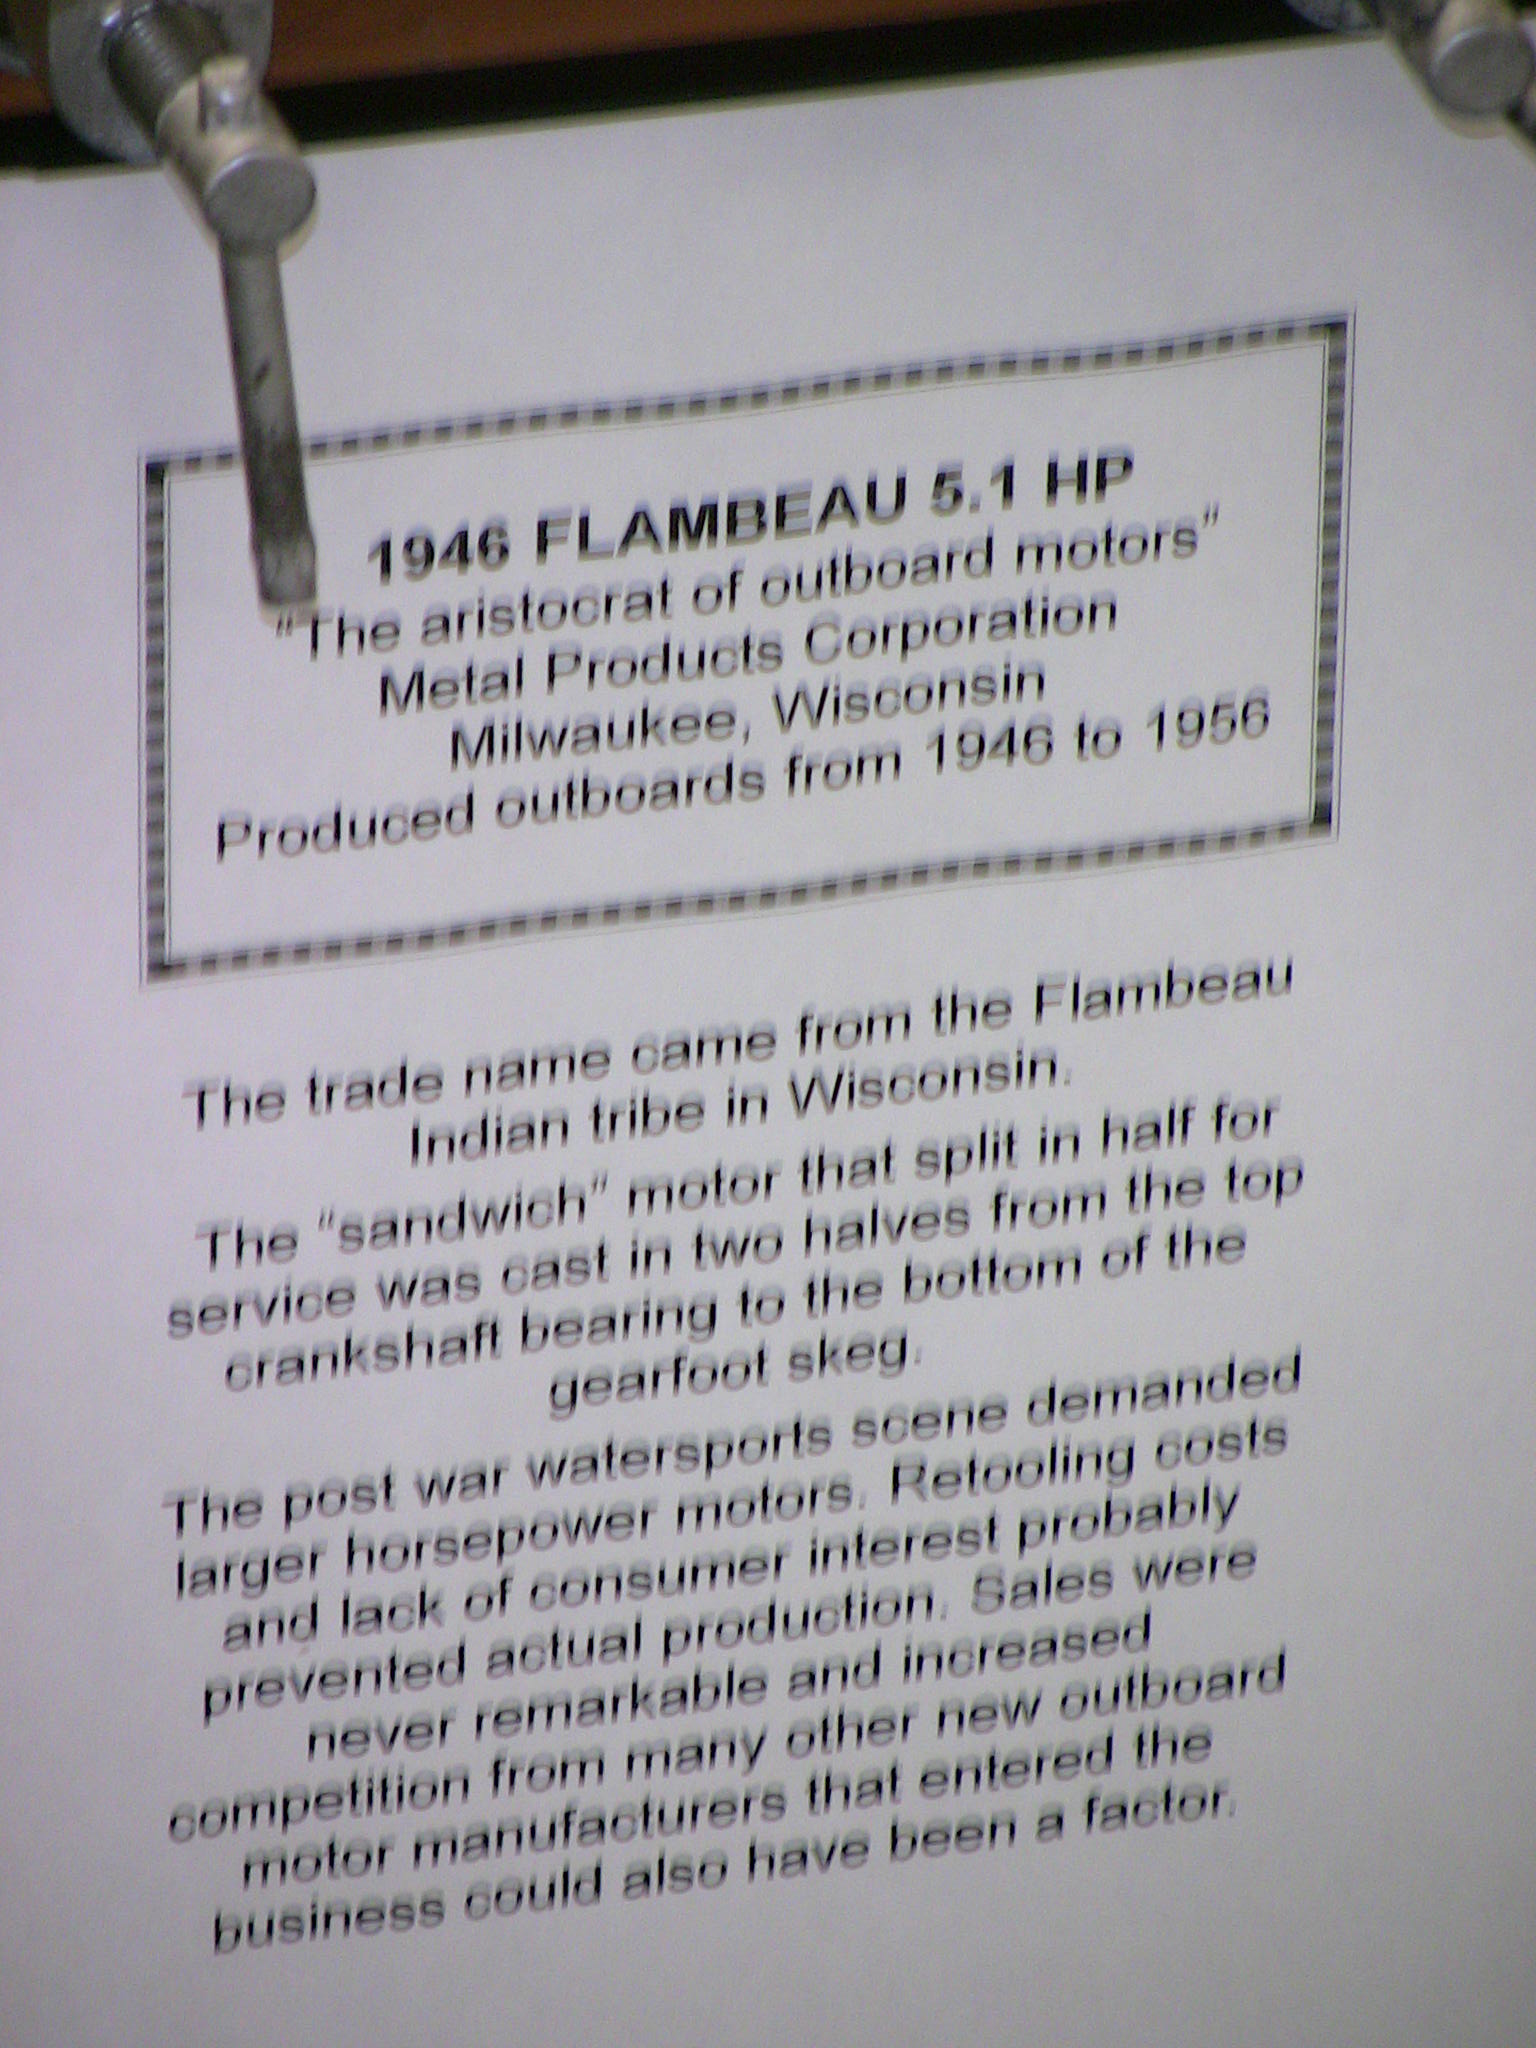 1946 FLAMBEAU 5.1 HP
"The aristocrat of outboard motors"
Metal Products Corporation
Milwaukee, Wisconsin
Produced outboards from 1946 to 1956
The trade name came from the Flambeau
Indian tribe in Wisconsin.
The "sandwich" motor that split in half for
service was cast in two halves from the top
crankshaft bearing to the bottom of the
gearfoot skeg.
The post war watersports scene demanded
larger horsepower motors. Retooling costs
and lack of consumer interest probably
prevented actual production. Sales were
never remarkable and increased
competition from many other new outboard
motor manufacturers that entered the
business could also have been a factor.